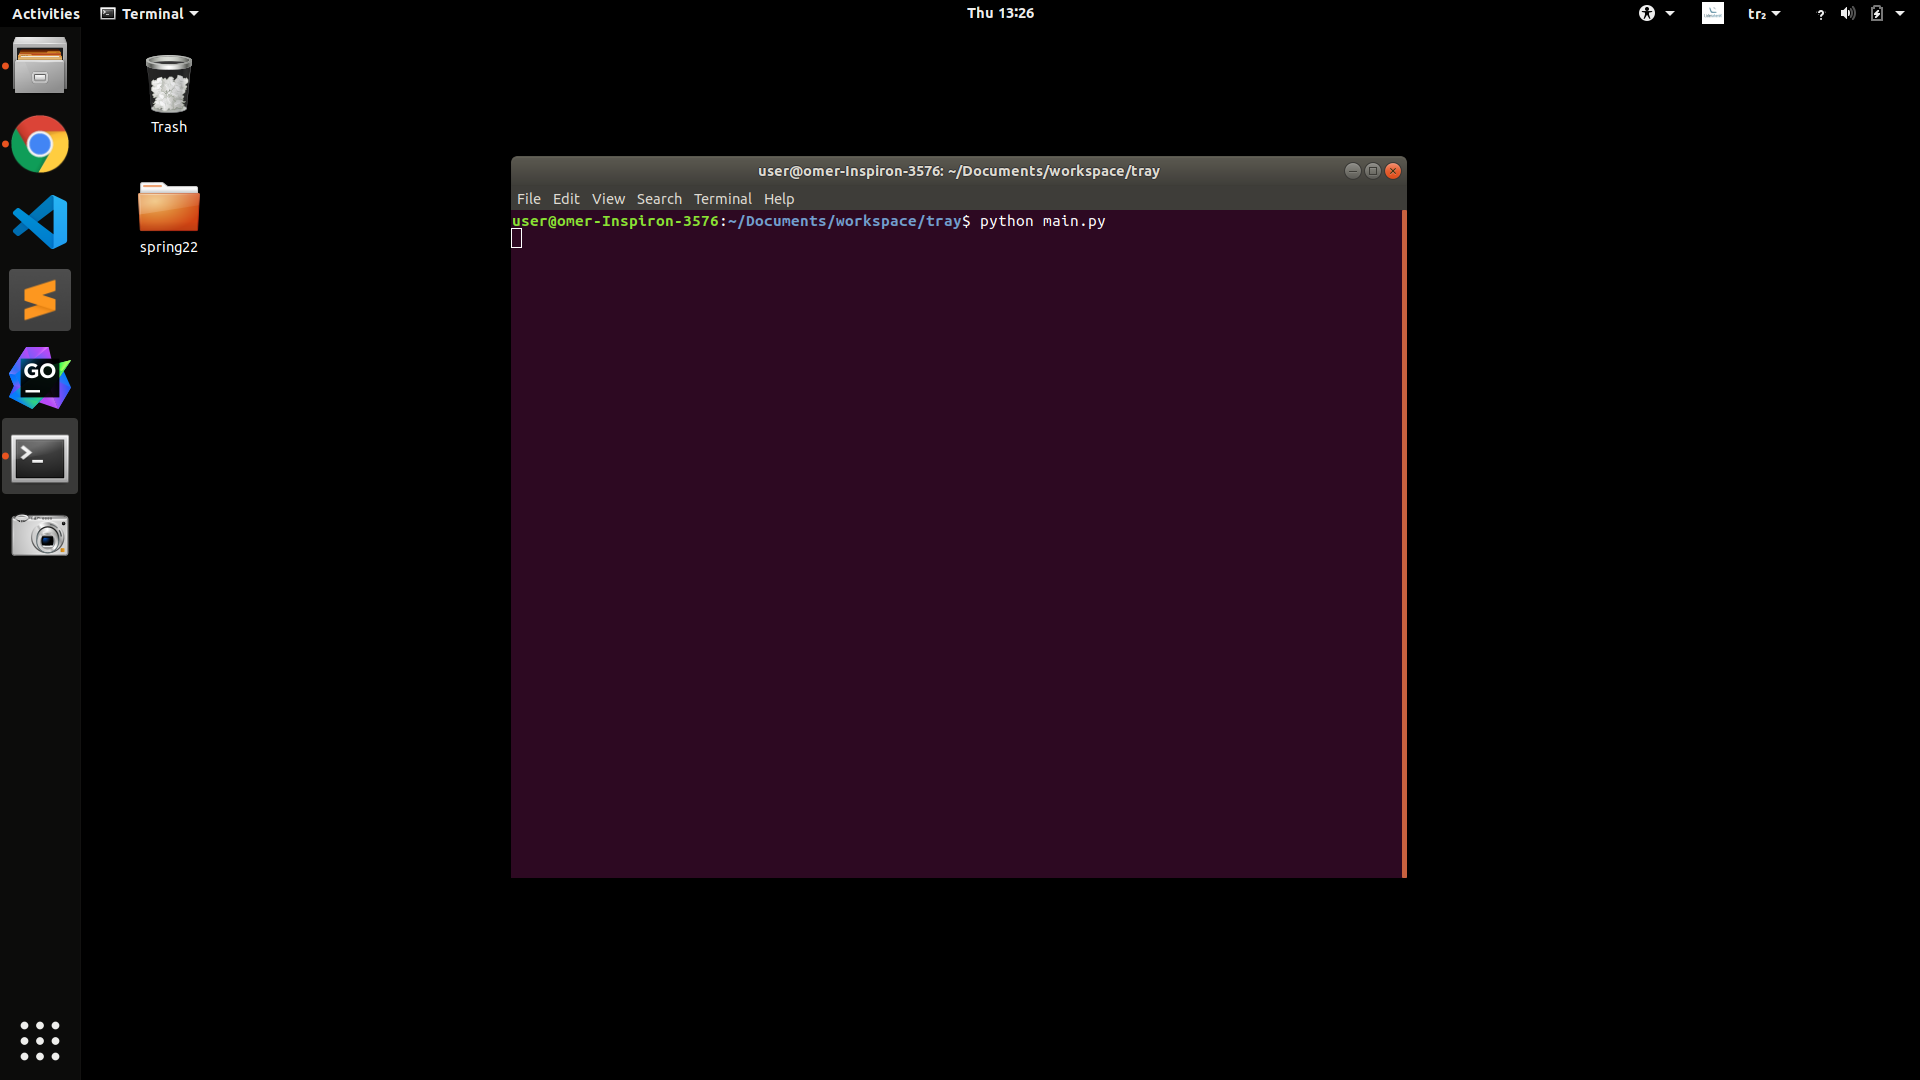 Activities Terminal Thu 13:26 tr₂ ?
Trash
spring22
GO
user@omer-Inspiron-3576: ~/Documents/workspace/tray
File Edit View Search Terminal Help
user@omer-Inspiron-3576:~/Documents/workspace/tray$ python main.py